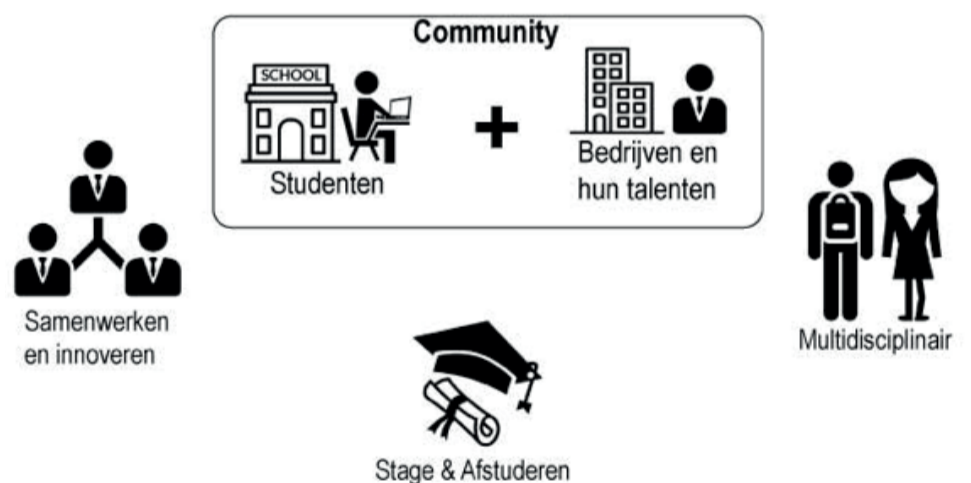 Community
SCHOOL
Studenten
Bedrijven en
hun talenten
Samenwerken
en innoveren
Multidisciplinair
Stage & Afstuderen